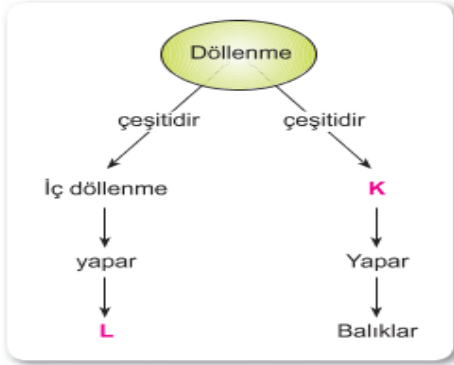 Döllenme
çeşitidir çeşitidir
İç döllenme K
yapar Yapar
L Balıklar